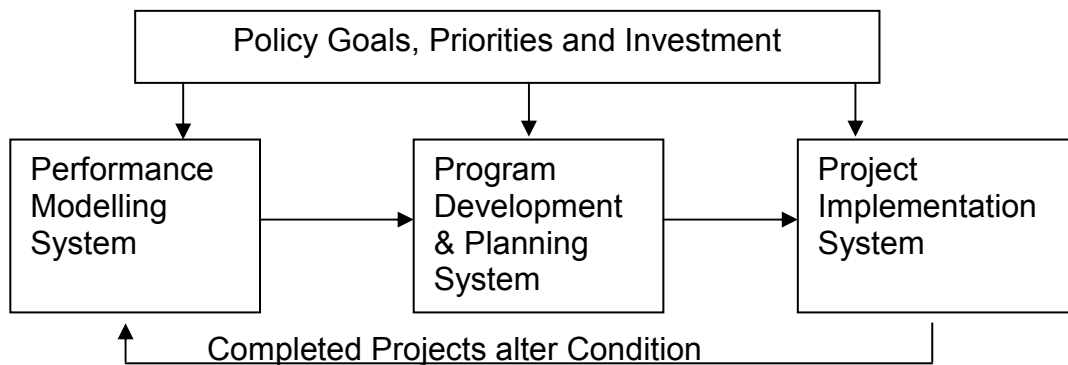 Policy Goals, Priorities and Investment
Performance
Modelling
System
Program
Development
& Planning
System
Project
Implementation
System
Completed Projects alter Condition